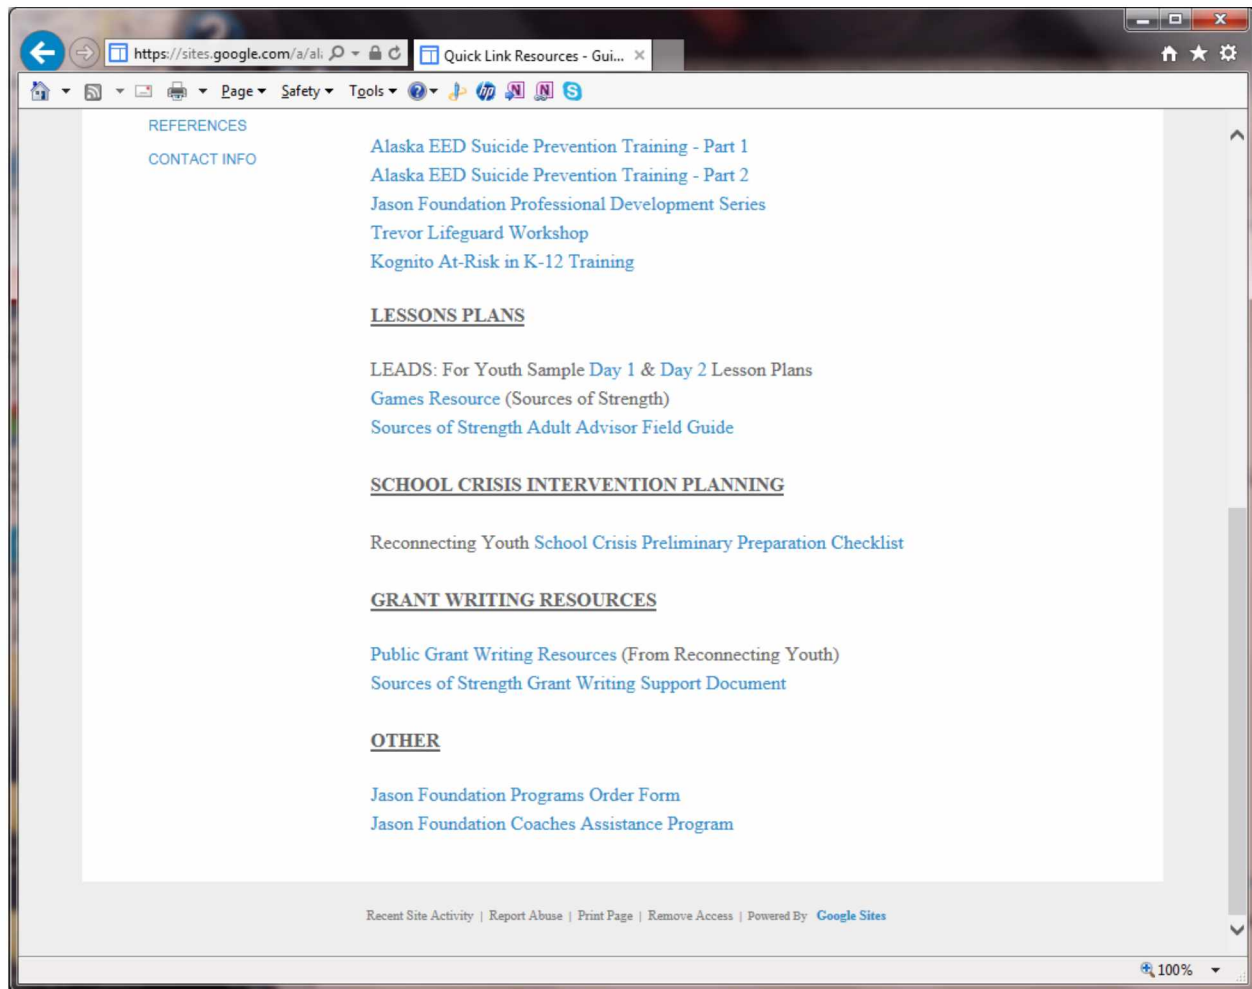 https://sites.google.com/a/al
Quick Link Resources - Gui...
Page
Safety
Tools
REFERENCES
CONTACT INFO
Alaska EED Suicide Prevention Training - Part 1
Alaska EED Suicide Prevention Training - Part 2
Jason Foundation Professional Development Series
Trevor Lifeguard Workshop
Kognito At-Risk in K-12 Training
LESSONS PLANS
LEADS: For Youth Sample Day 1 & Day 2 Lesson Plans
Games Resource (Sources of Strength)
Sources of Strength Adult Advisor Field Guide
SCHOOL CRISIS INTERVENTION PLANNING
Reconnecting Youth School Crisis Preliminary Preparation Checklist
GRANT WRITING RESOURCES
Public Grant Writing Resources (From Reconnecting Youth)
Sources of Strength Grant Writing Support Document
OTHER
Jason Foundation Programs Order Form
Jason Foundation Coaches Assistance Program
Recent Site Activity | Report Abuse | Print Page | Remove Access | Powered By Google Sites
100%